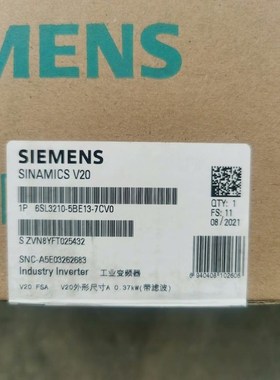 MENS
SIEMENS
SINAMICS V20
1P 6SL3210-5BE13-7CV0
QTY: 1
FS: 11
08/2021
S ZVN8YFT025432
SNC-A5E03262683
Industry Inverter 工业变频器
V20 FSA V20外形尺寸A 0.37kW(带滤波)